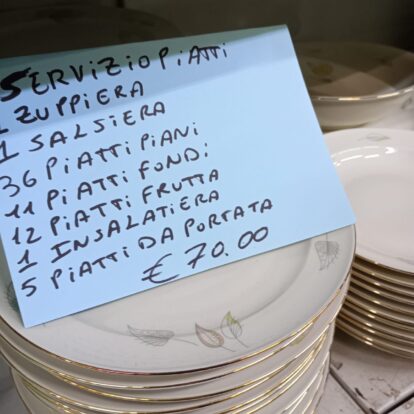 SERVIZIO PIATTI
1 ZUPPIERA
1 SALSIERA
36 PIATTI PIANI
11 PIATTI FONDI
12 PIATTI FRUTTA
1 INSALATIERA
5 PIATTI DA PORTATA
€ 70.00